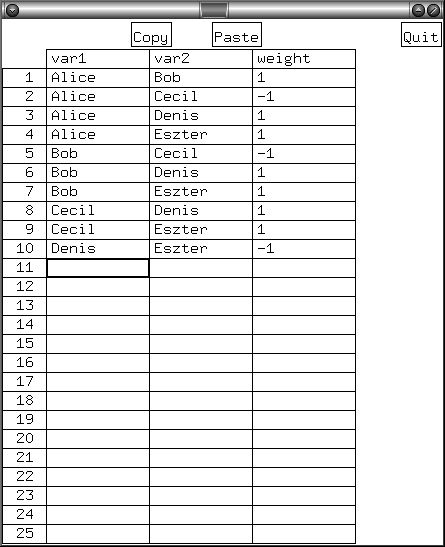 Copy Paste Quit
var1 var2 weight
1 Alice Bob 1
2 Alice Cecil -1
3 Alice Denis 1
4 Alice Eszter 1
5 Bob Cecil -1
6 Bob Denis 1
7 Bob Eszter 1
8 Cecil Denis 1
9 Cecil Eszter 1
10 Denis Eszter -1
11
12
13
14
15
16
17
18
19
20
21
22
23
24
25